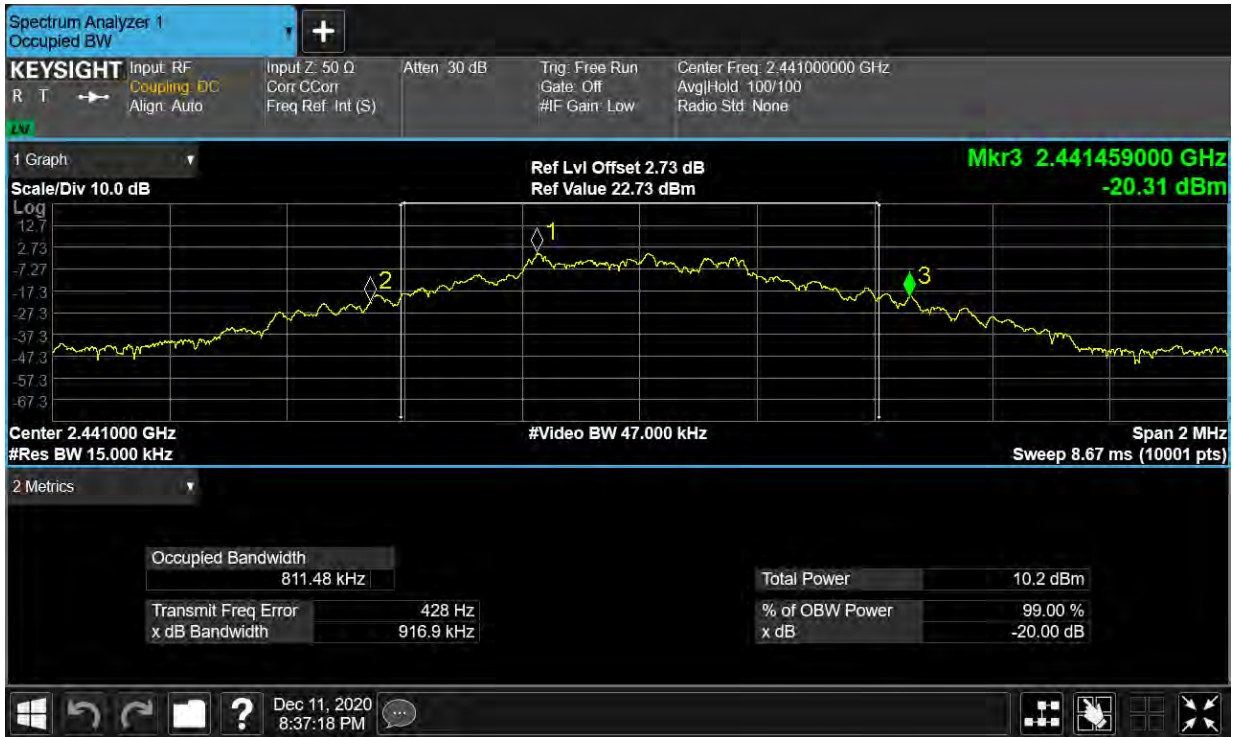 Spectrum Analyzer 1
Occupied BW
KEYSIGHT Input: RF Input Z: 50 Ω Atten: 30 dB Trig: Free Run Center Freq: 2.441000000 GHz
Coupling: DC Corr CCorr Gate: Off Avg|Hold: 100/100
R T Align: Auto Freq Ref: Int (S) #IF Gain: Low Radio Std: None
1 Graph
Ref Lvl Offset 2.73 dB
Mkr3 2.441459000 GHz
Scale/Div 10.0 dB Ref Value 22.73 dBm -20.31 dBm
Log
12.7
2.73
-7.27
-17.3
-27.3
-37.3
-47.3
-57.3
-67.3
1
2
3
Center 2.441000 GHz #Video BW 47.000 kHz Span 2 MHz
#Res BW 15.000 kHz Sweep 8.67 ms (10001 pts)
2 Metrics
Occupied Bandwidth
811.48 kHz Total Power 10.2 dBm
Transmit Freq Error 428 Hz % of OBW Power 99.00 %
x dB Bandwidth 916.9 kHz x dB -20.00 dB
Dec 11, 2020
8:37:18 PM